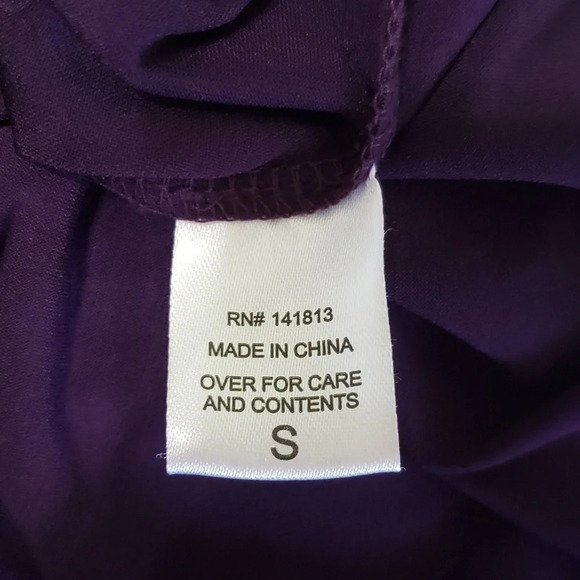 RN# 141813
MADE IN CHINA
OVER FOR CARE
AND CONTENTS
S